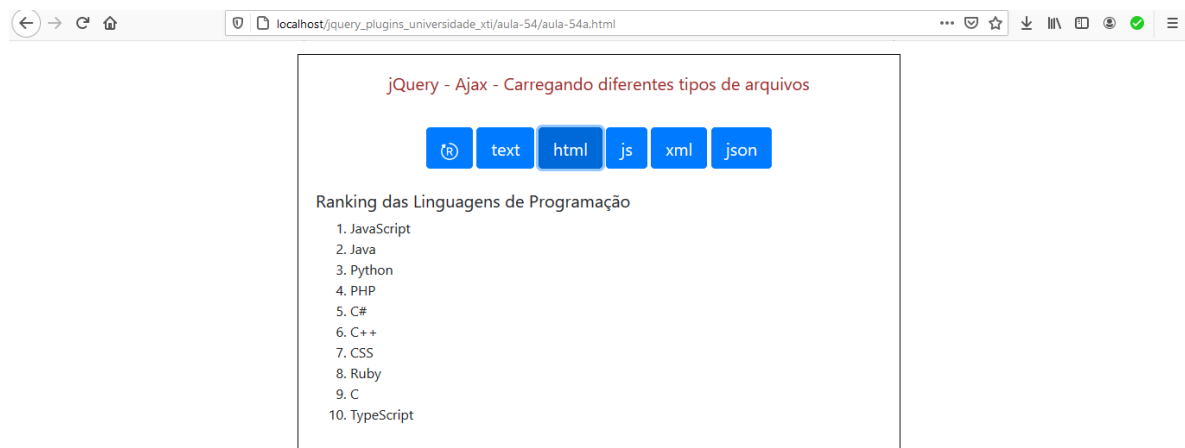 localhost/jquery_plugins_universidade_xti/aula-54/aula-54a.html
jQuery - Ajax - Carregando diferentes tipos de arquivos
R text html js xml json
Ranking das Linguagens de Programação
1. JavaScript
2. Java
3. Python
4. PHP
5. C#
6. C++
7. CSS
8. Ruby
9. C
10. TypeScript